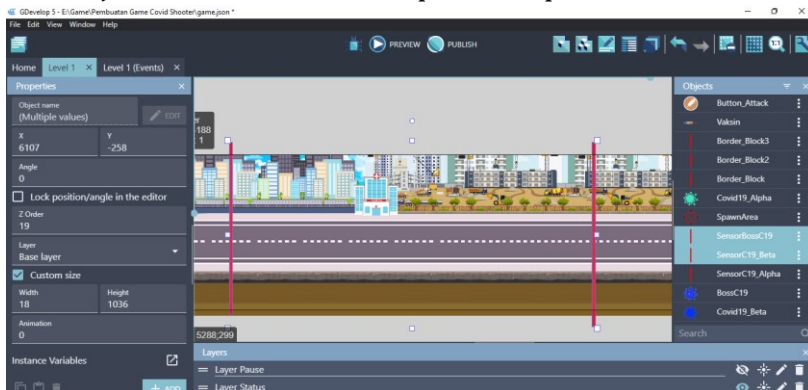 GDevelop 5 - E:\Game\Pembuatan Game Covid Shooter\game.json *
File Edit View Window Help
PREVIEW PUBLISH
Home Level 1 × Level 1 (Events) ×
Properties ×
Object name
(Multiple values)
EDIT
X Y
6107 -258
Angle
0
Lock position/angle in the editor
Z Order
19
Layer
Base layer
Custom size
Width Height
18 1036
Animation
0
Instance Variables
+ ADD
188
1
5288;299
Layers
Layer Pause
Layer Status
Objects
Button_Attack
Vaksin
Border_Block3
Border_Block2
Border_Block
Covid19_Alpha
SpawnArea
SensorBossC19
SensorC19_Beta
SensorC19_Alpha
BossC19
Covid19_Beta
Search